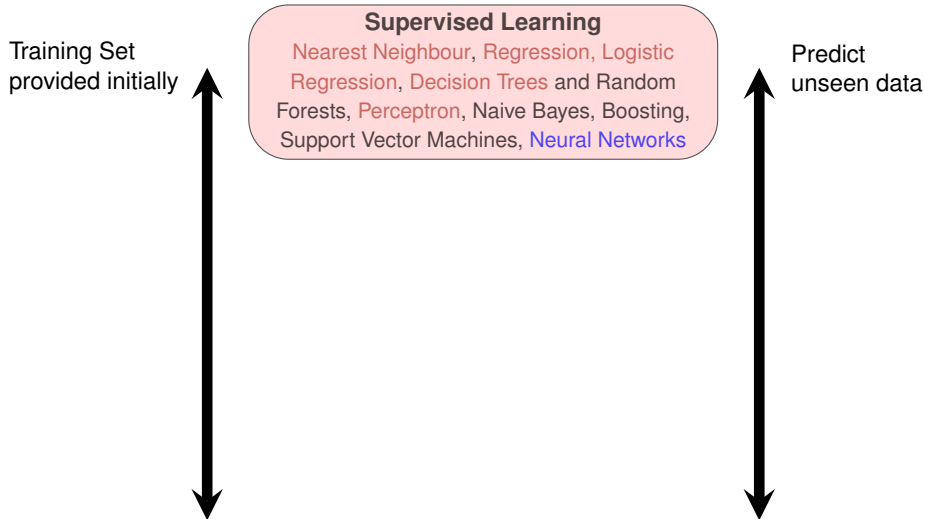 Training Set
provided initially
Supervised Learning
Nearest Neighbour, Regression, Logistic
Regression, Decision Trees and Random
Forests, Perceptron, Naive Bayes, Boosting,
Support Vector Machines, Neural Networks
Predict
unseen data